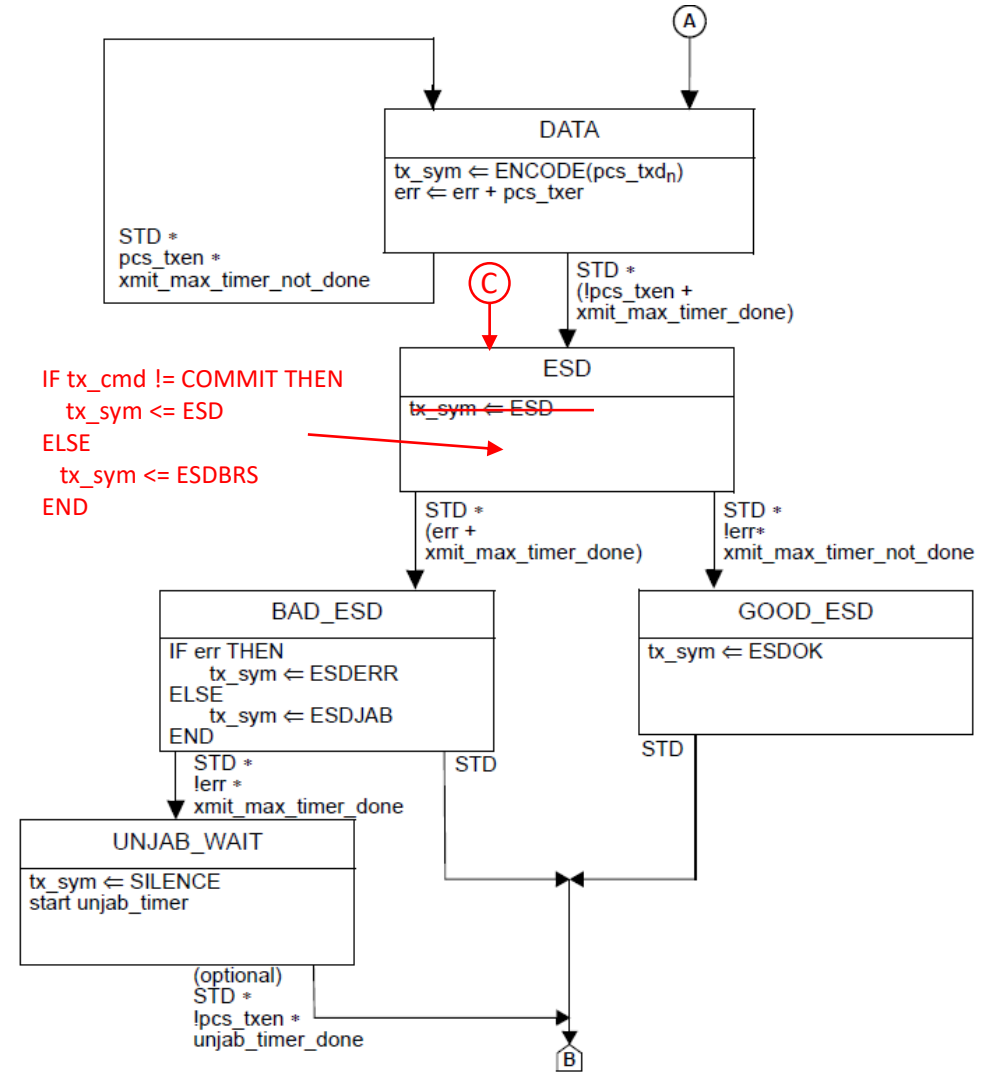 A
DATA
tx_sym ⇐ ENCODE(pcs_txdn)
err ⇐ err + pcs_txer
STD *
pcs_txen *
xmit_max_timer_not_done
C
STD *
(!pcs_txen +
xmit_max_timer_done)
ESD
tx_sym ⇐ ESD
IF tx_cmd != COMMIT THEN
tx_sym <= ESD
ELSE
tx_sym <= ESDBRS
END
STD *
(err +
xmit_max_timer_done)
STD *
!err*
xmit_max_timer_not_done
BAD_ESD
IF err THEN
tx_sym ⇐ ESDERR
ELSE
tx_sym ⇐ ESDJAB
END
GOOD_ESD
tx_sym ⇐ ESDOK
STD *
!err *
xmit_max_timer_done
STD
STD
UNJAB_WAIT
tx_sym ⇐ SILENCE
start unjab_timer
(optional)
STD *
!pcs_txen *
unjab_timer_done
B